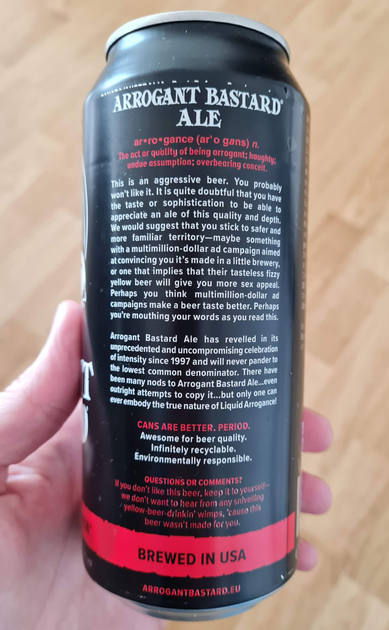 ARROGANT BASTARD®
ALE
ar•ro•gance (ar'o gəns) n.
The act or quality of being arrogant; haughty;
undue assumption; overbearing conceit.
This is an aggressive beer. You probably
won't like it. It is quite doubtful that you have
the taste or sophistication to be able to
appreciate an ale of this quality and depth.
We would suggest that you stick to safer and
more familiar territory—maybe something
with a multimillion-dollar ad campaign aimed
at convincing you it's made in a little brewery,
or one that implies that their tasteless fizzy
yellow beer will give you more sex appeal.
Perhaps you think multimillion-dollar ad
campaigns make a beer taste better. Perhaps
you're mouthing your words as you read this.
Arrogant Bastard Ale has revelled in its
unprecedented and uncompromising celebration
of intensity since 1997 and will never pander to
the lowest common denominator. There have
been many nods to Arrogant Bastard Ale...even
outright attempts to copy it...but only one can
ever embody the true nature of Liquid Arrogance!
CANS ARE BETTER. PERIOD.
Awesome for beer quality.
Infinitely recyclable.
Environmentally responsible.
QUESTIONS OR COMMENTS?
If you don't like this beer, keep it to yourself—
we don't want to hear from any sniveling
yellow-beer-drinkin' wimps, 'cause this
beer wasn't made for you.
BREWED IN USA
ARROGANTBASTARD.EU